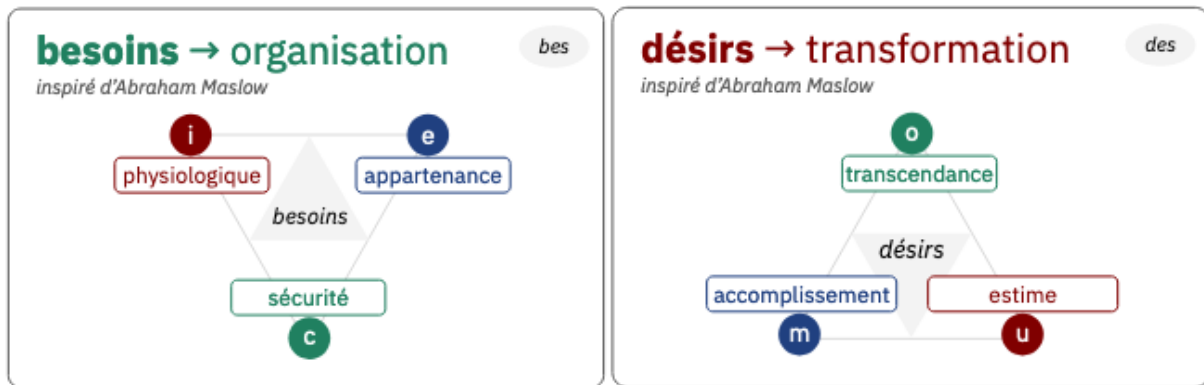 besoins → organisation
bes
inspiré d'Abraham Maslow
i
e
physiologique
appartenance
besoins
sécurité
c
désirs → transformation
des
inspiré d'Abraham Maslow
o
transcendance
désirs
accomplissement
estime
m
u